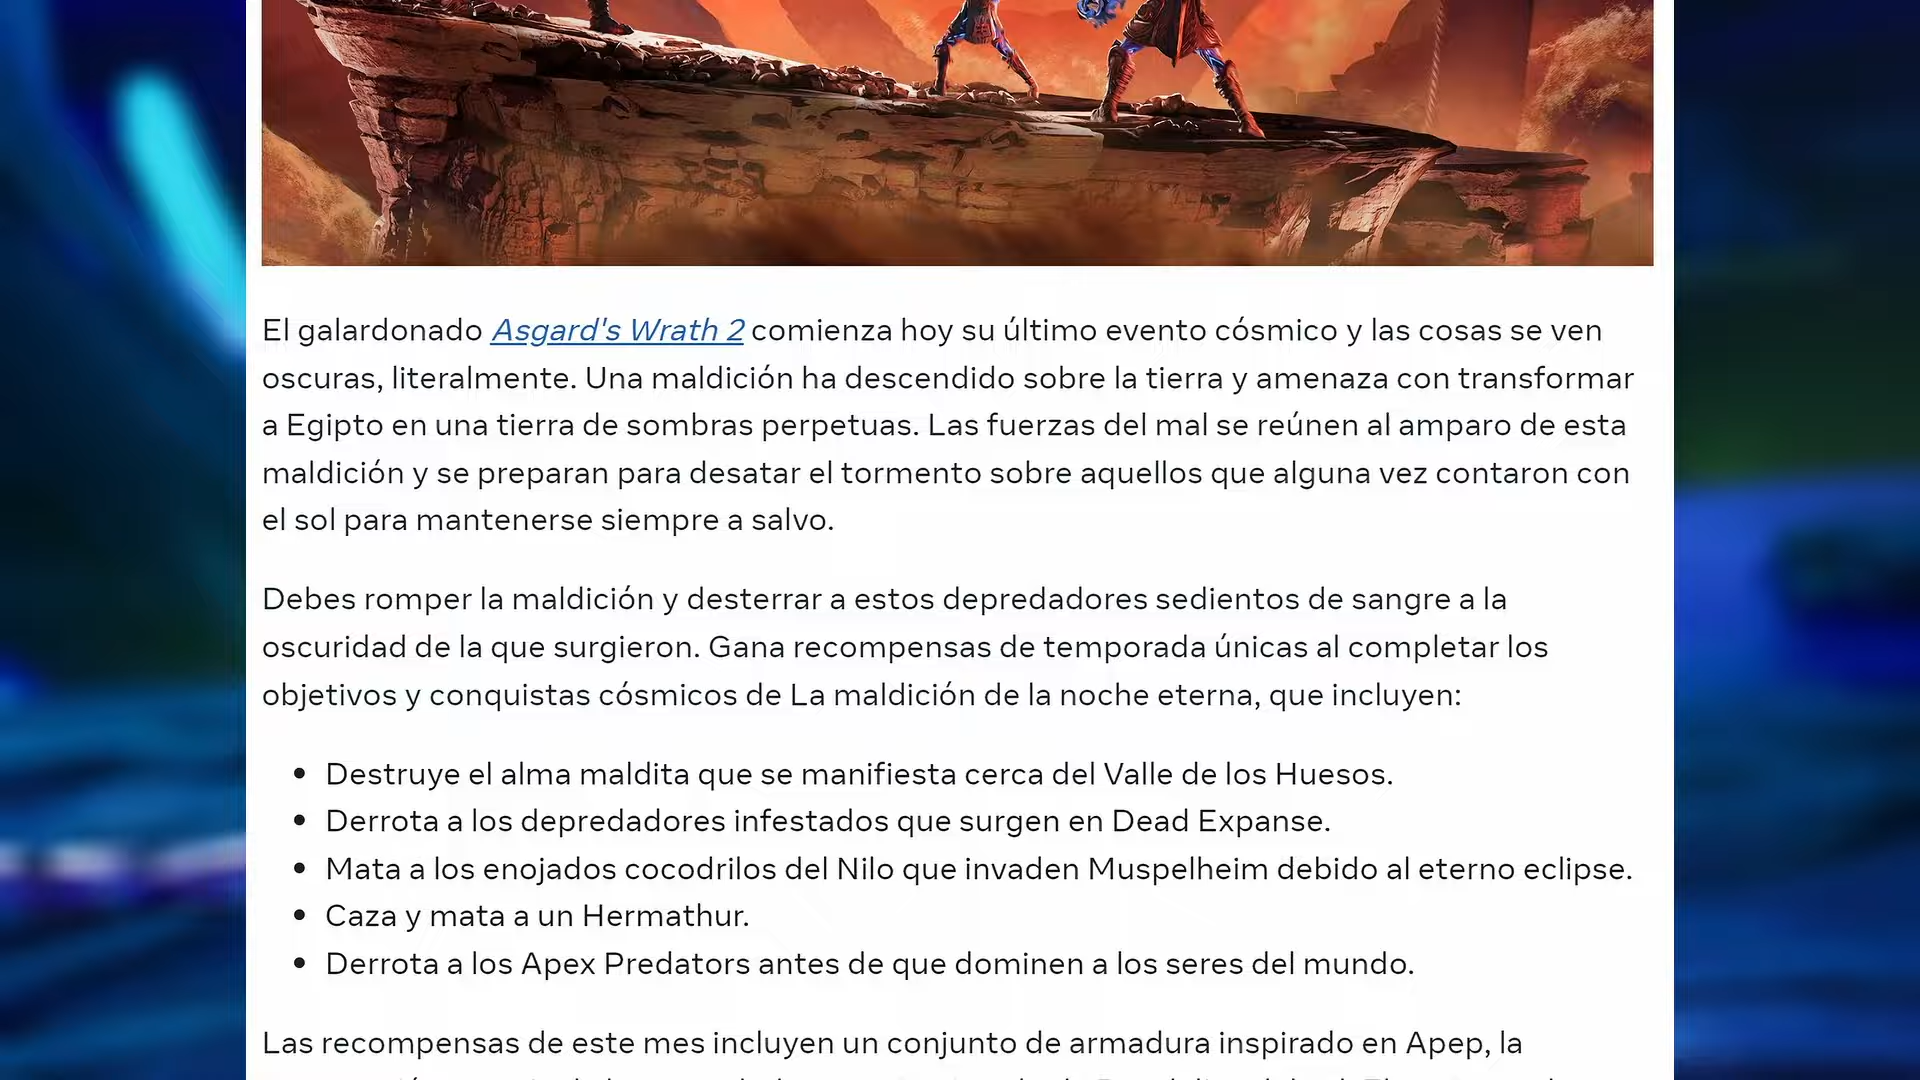 El galardonado Asgard's Wrath 2 comienza hoy su último evento cósmico y las cosas se ven
oscuras, literalmente. Una maldición ha descendido sobre la tierra y amenaza con transformar
a Egipto en una tierra de sombras perpetuas. Las fuerzas del mal se reúnen al amparo de esta
maldición y se preparan para desatar el tormento sobre aquellos que alguna vez contaron con
el sol para mantenerse siempre a salvo.
Debes romper la maldición y desterrar a estos depredadores sedientos de sangre a la
oscuridad de la que surgieron. Gana recompensas de temporada únicas al completar los
objetivos y conquistas cósmicos de La maldición de la noche eterna, que incluyen:
• Destruye el alma maldita que se manifiesta cerca del Valle de los Huesos.
• Derrota a los depredadores infestados que surgen en Dead Expanse.
• Mata a los enojados cocodrilos del Nilo que invaden Muspelheim debido al eterno eclipse.
• Caza y mata a un Hermathur.
• Derrota a los Apex Predators antes de que dominen a los seres del mundo.
Las recompensas de este mes incluyen un conjunto de armadura inspirado en Apep, la